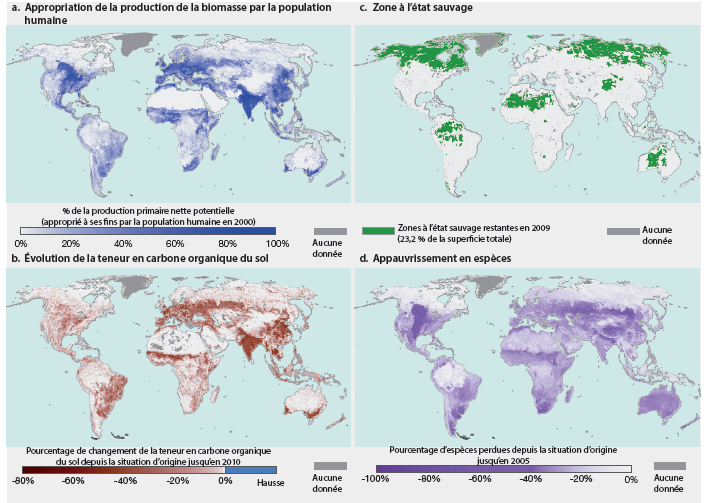 a. Appropriation de la production de la biomasse par la population
humaine
% de la production primaire nette potentielle
(approprié à ses fins par la population humaine en 2000)
0% 20% 40% 60% 80% 100%
Aucune
donnée
c. Zone à l'état sauvage
Zones à l'état sauvage restantes en 2009
(23,2 % de la superficie totale)
Aucune
donnée
b. Évolution de la teneur en carbone organique du sol
Pourcentage de changement de la teneur en carbone organique
du sol depuis la situation d'origine jusqu'en 2010
-80% -60% -40% -20% 0% Hausse
Aucune
donnée
d. Appauvrissement en espèces
Pourcentage d'espèces perdues depuis la situation d'origine
jusqu'en 2005
-100% -80% -60% -40% -20% 0%
Aucune
donnée